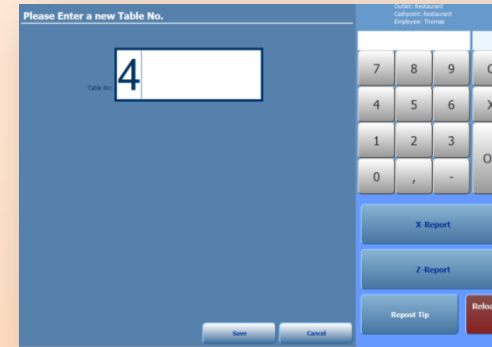 Please Enter a new Table No.
Table No:
4
Save
Cancel
Outlet: Restaurant
Cashpoint: Restaurant
Employee: Thomas
7
8
9
C
4
5
6
X
1
2
3
0
,
-
X-Report
Z-Report
Repost Tip